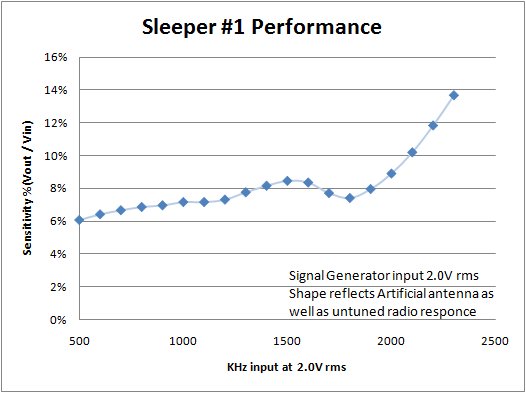 Sleeper #1 Performance
16%
14%
12%
10%
8%
6%
4%
2%
0%
Sensitivity %(Vout / Vin)
Signal Generator input 2.0V rms
Shape reflects Artificial antenna as
well as untuned radio responce
500
1000
1500
2000
2500
KHz input at 2.0V rms